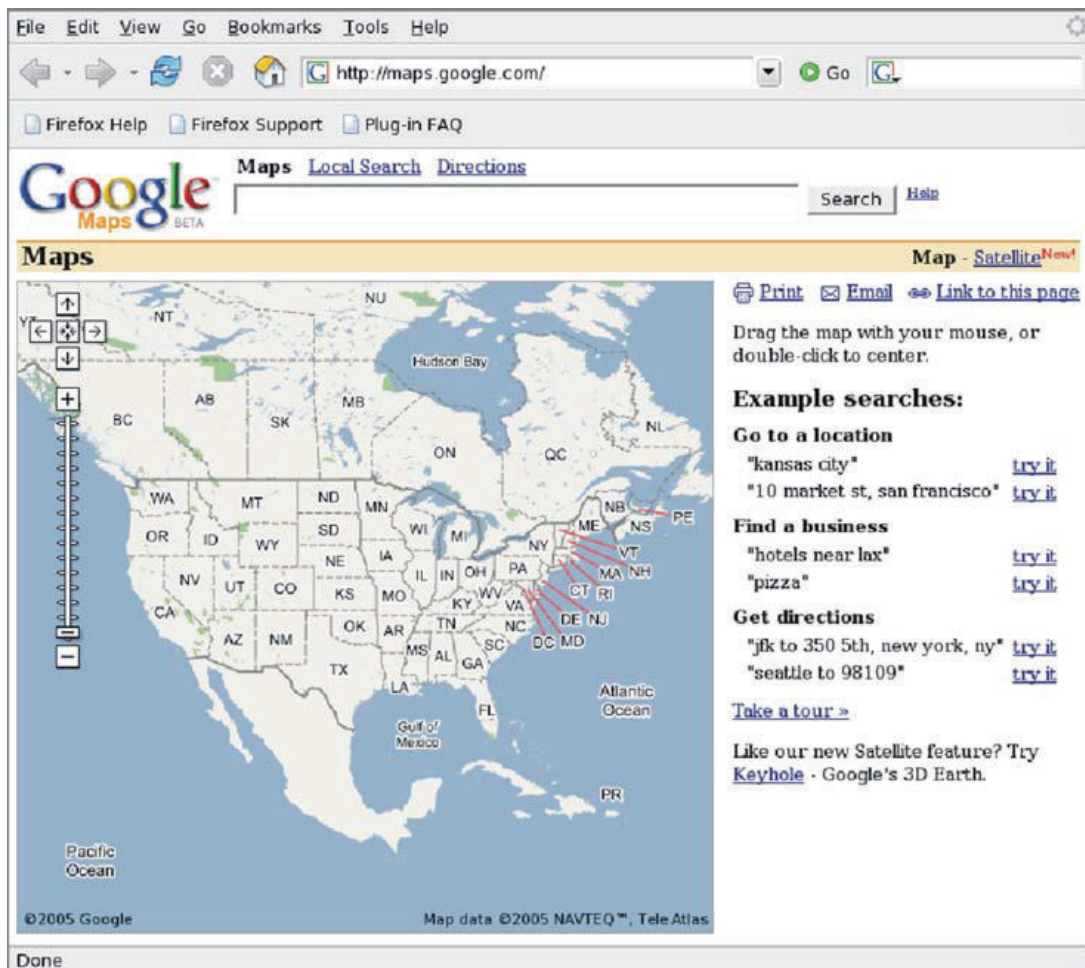 File Edit View Go Bookmarks Tools Help
http://maps.google.com/ Go
Firefox Help Firefox Support Plug-in FAQ
Maps Local Search Directions
Google Maps BETA
Search Help
Maps Map - Satellite New!
Print Email Link to this page
Drag the map with your mouse, or
double-click to center.
Example searches:
Go to a location
"kansas city" try it
"10 market st, san francisco" try it
Find a business
"hotels near lax" try it
"pizza" try it
Get directions
"jfk to 350 5th, new york, ny" try it
"seattle to 98109" try it
Take a tour »
Like our new Satellite feature? Try
Keyhole - Google's 3D Earth.
YT NT NU
Hudson Bay
BC AB SK MB ON QC NL
WA MT ND MN NB PE
OR ID WY SD WI MI NY ME NS
VT
NH
MA
NV UT CO NE IA IL IN OH PA
CT RI
CA KS MO KY WV VA
DE NJ
AZ NM OK AR TN NC
DC MD
TX MS AL GA SC
LA FL
Atlantic
Ocean
Gulf of
Mexico
PR
Pacific
Ocean
©2005 Google Map data ©2005 NAVTEQ™, Tele Atlas
Done